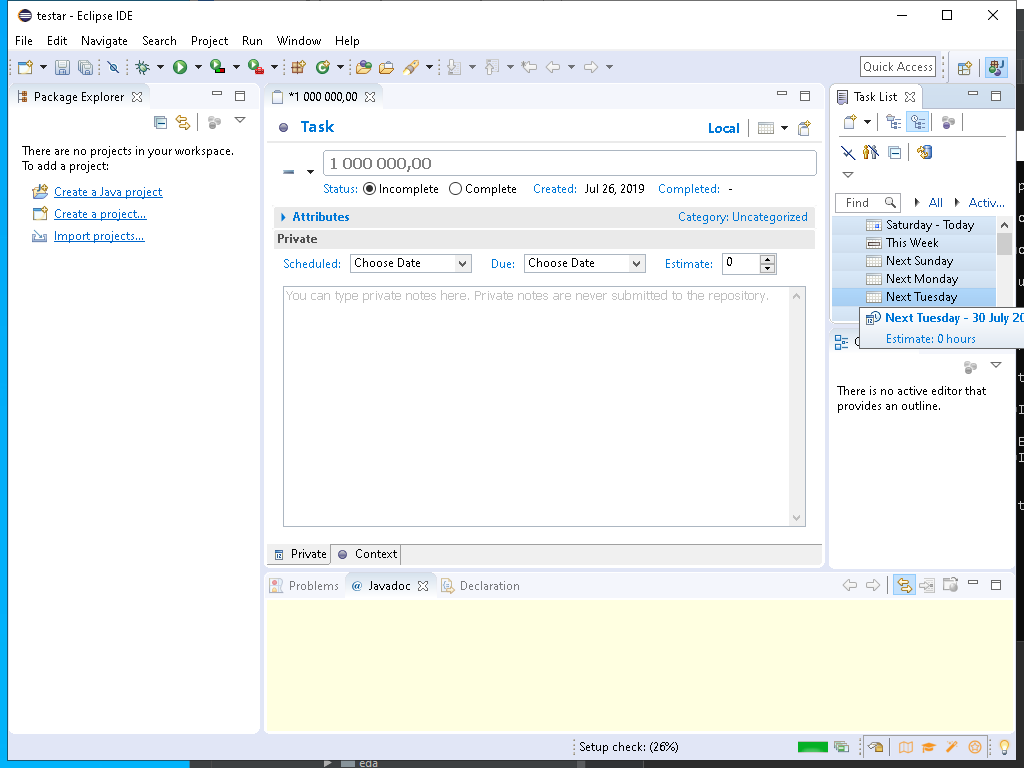 testar - Eclipse IDE
File Edit Navigate Search Project Run Window Help
Quick Access
Package Explorer
There are no projects in your workspace.
To add a project:
Create a Java project
Create a project...
Import projects...
*1 000 000,00
Task
Local
1 000 000,00
Status: Incomplete Complete Created: Jul 26, 2019 Completed: -
Attributes
Category: Uncategorized
Private
Scheduled: Choose Date Due: Choose Date Estimate: 0
You can type private notes here. Private notes are never submitted to the repository.
Private Context
Task List
Find All Activ...
Saturday - Today
This Week
Next Sunday
Next Monday
Next Tuesday
Next Tuesday - 30 July 20
Estimate: 0 hours
There is no active editor that
provides an outline.
Problems @ Javadoc Declaration
Setup check: (26%)
eda